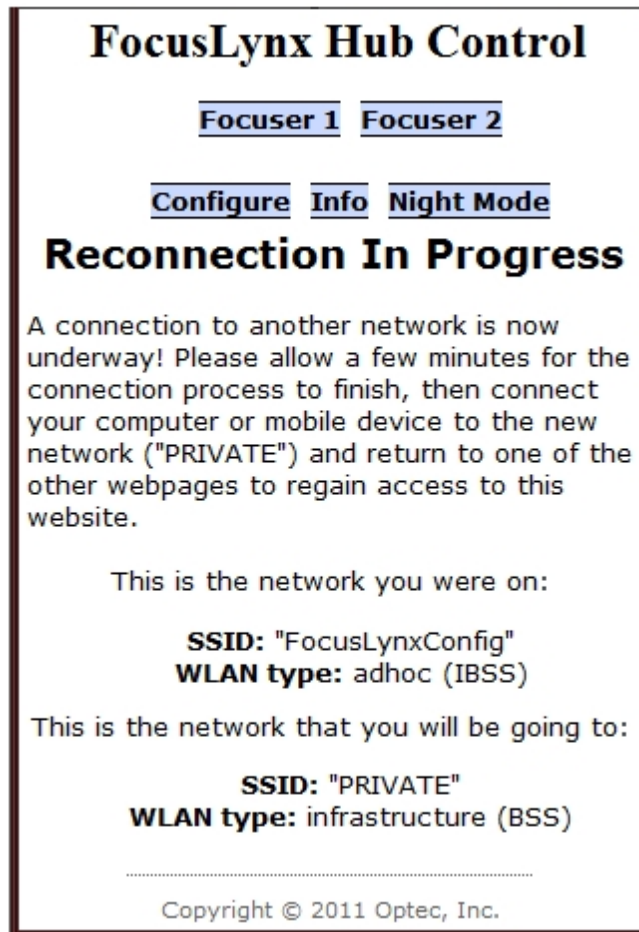 FocusLynx Hub Control
Focuser 1 Focuser 2
Configure Info Night Mode
Reconnection In Progress
A connection to another network is now
underway! Please allow a few minutes for the
connection process to finish, then connect
your computer or mobile device to the new
network ("PRIVATE") and return to one of the
other webpages to regain access to this
website.
This is the network you were on:
SSID: "FocusLynxConfig"
WLAN type: adhoc (IBSS)
This is the network that you will be going to:
SSID: "PRIVATE"
WLAN type: infrastructure (BSS)
Copyright © 2011 Optec, Inc.